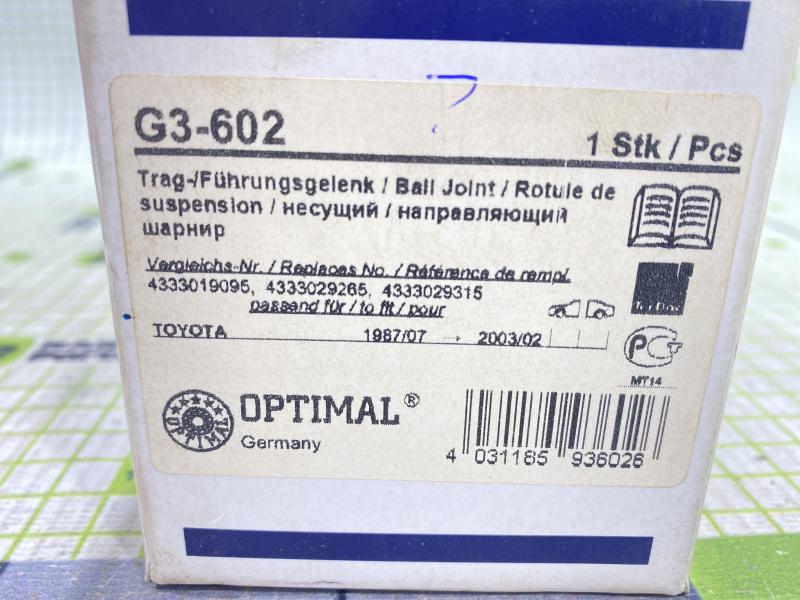 G3-602
1 Stk / Pcs
Trag-/Führungsgelenk / Ball Joint / Rotule de
suspension / несущий / направляющий
шарнир
Vergleichs-Nr. / Replaces No. / Référence de rempl.
4333019095, 4333029265, 4333029315
passend für / to fit / pour
TOYOTA 1987/07 → 2003/02
PCT
MT14
OPTIMAL®
OPTIMAL
Germany
4 031185 936026